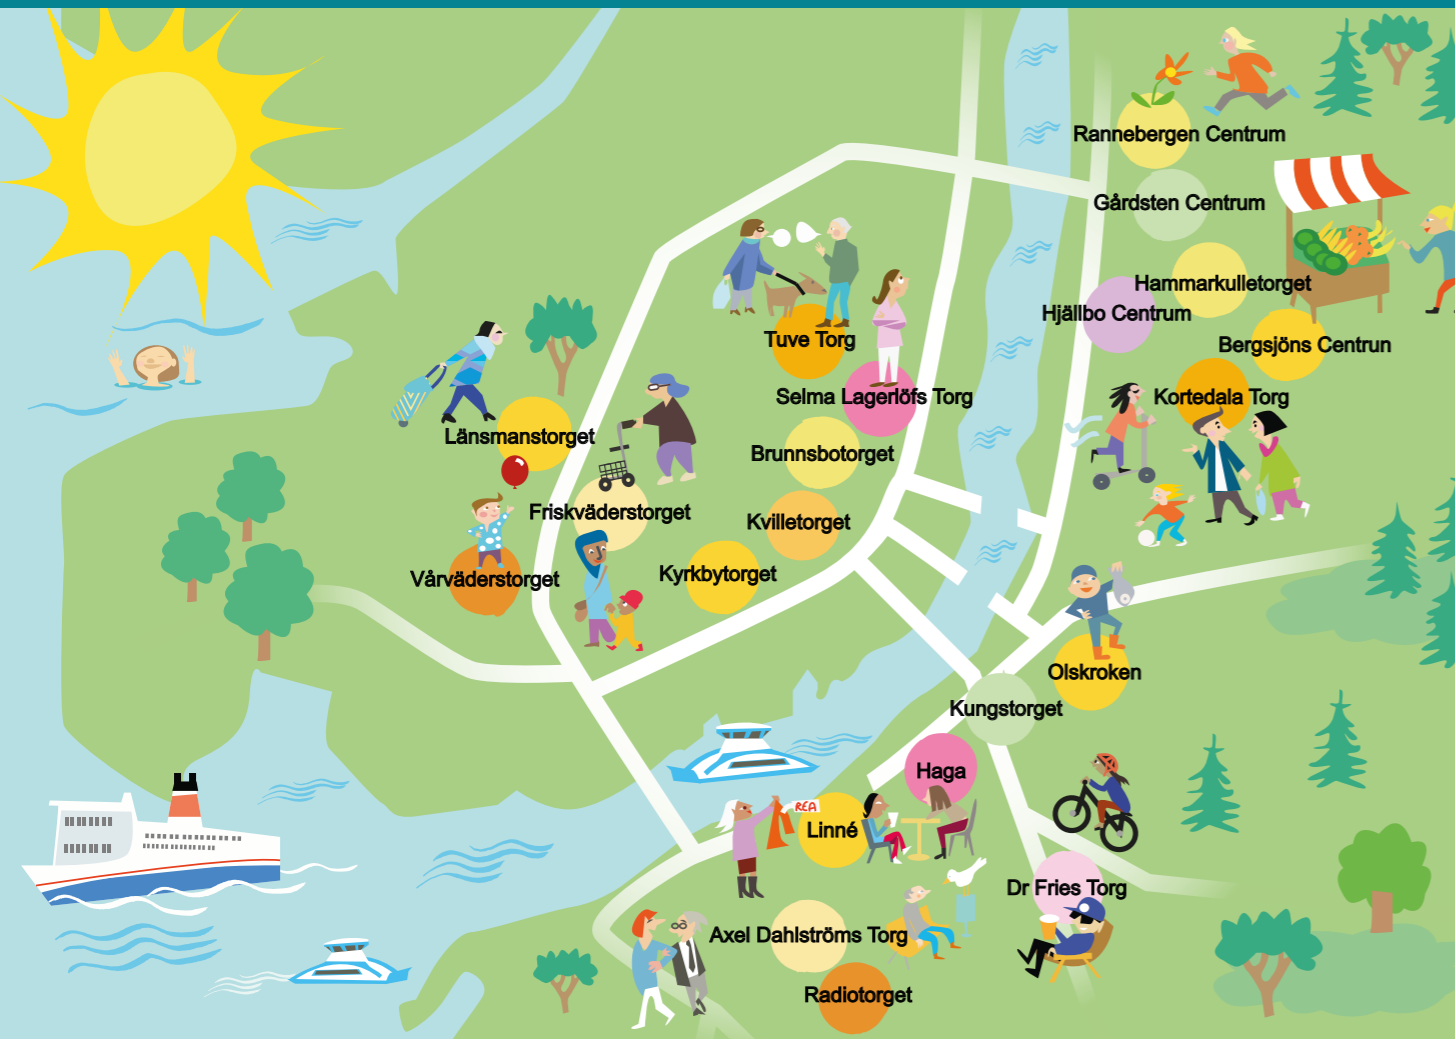 Rannebergen Centrum
Gårdsten Centrum
Hammarkulletorget
Hjällbo Centrum
Tuve Torg
Bergsjöns Centrun
Selma Lagerlöfs Torg
Kortedala Torg
Länsmanstorget
Brunnsbotorget
Friskväderstorget
Kvilletorget
Vårväderstorget
Kyrkbytorget
Olskroken
Kungstorget
Haga
REA
Linné
Dr Fries Torg
Axel Dahlströms Torg
Radiotorget